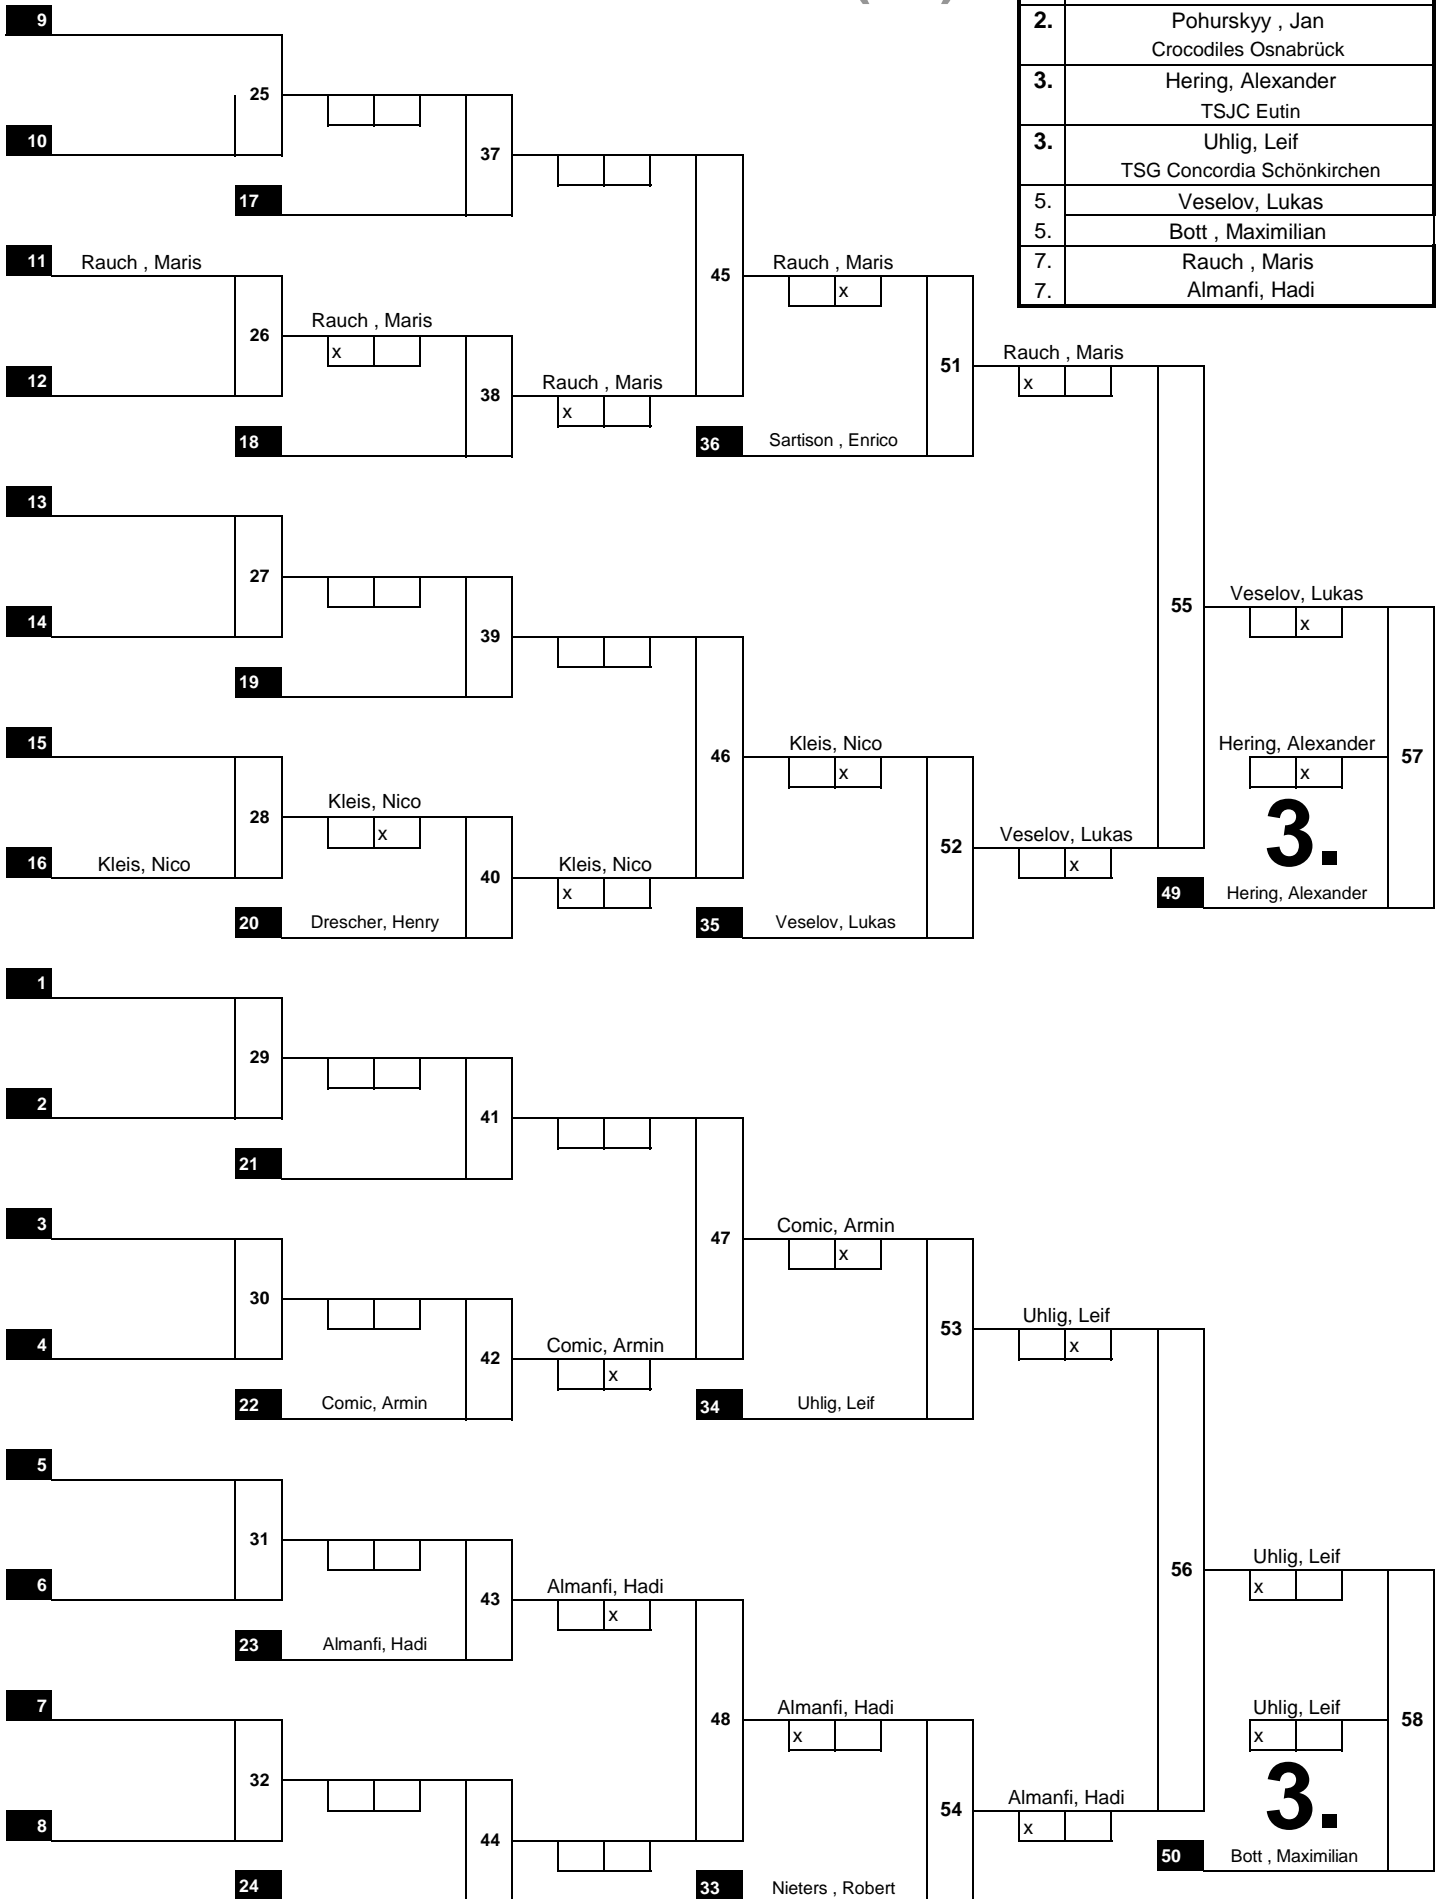 9
2.
Pohurskyy , Jan
Crocodiles Osnabrück
3.
Hering, Alexander
TSJC Eutin
25
10
3.
Uhlig, Leif
TSG Concordia Schönkirchen
37
17
5.
Veselov, Lukas
5.
Bott , Maximilian
11
Rauch , Maris
45
Rauch , Maris
7.
Rauch , Maris
x
7.
Almanfi, Hadi
Rauch , Maris
26
x
Rauch , Maris
51
12
Rauch , Maris
x
38
x
18
36
Sartison , Enrico
13
27
Veselov, Lukas
55
14
x
39
19
15
Kleis, Nico
Hering, Alexander
46
57
x
x
Kleis, Nico
28
x
Veselov, Lukas
3.
52
16
Kleis, Nico
Kleis, Nico
x
40
x
49
Hering, Alexander
20
Drescher, Henry
35
Veselov, Lukas
1
29
2
41
21
3
Comic, Armin
47
x
30
Uhlig, Leif
53
4
Comic, Armin
x
42
x
22
Comic, Armin
34
Uhlig, Leif
5
31
Uhlig, Leif
56
6
Almanfi, Hadi
x
43
x
23
Almanfi, Hadi
7
Almanfi, Hadi
Uhlig, Leif
48
58
x
x
32
Almanfi, Hadi
3.
54
8
x
44
50
Bott , Maximilian
24
33
Nieters , Robert